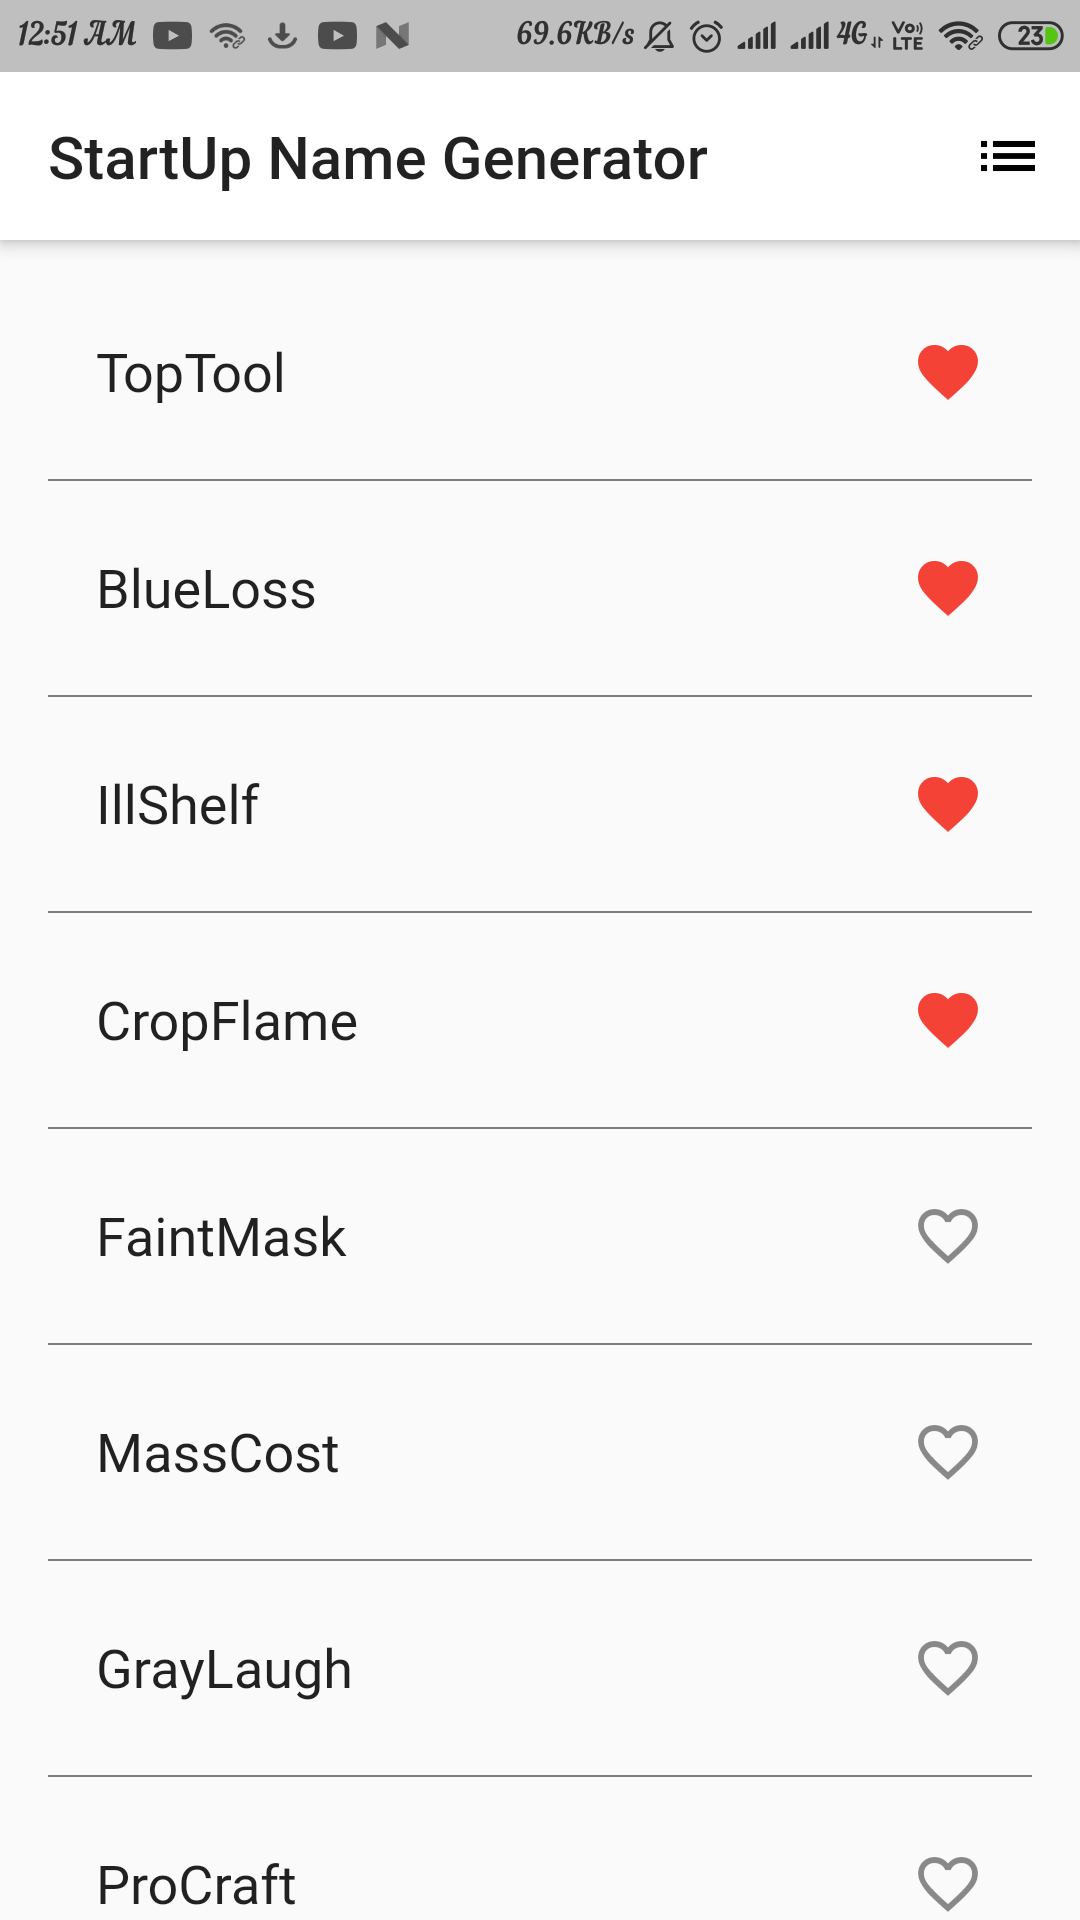 12:51 AM 69.6KB/s 4G VO) LTE 23
StartUp Name Generator
TopTool
BlueLoss
IllShelf
CropFlame
FaintMask
MassCost
GrayLaugh
ProCraft